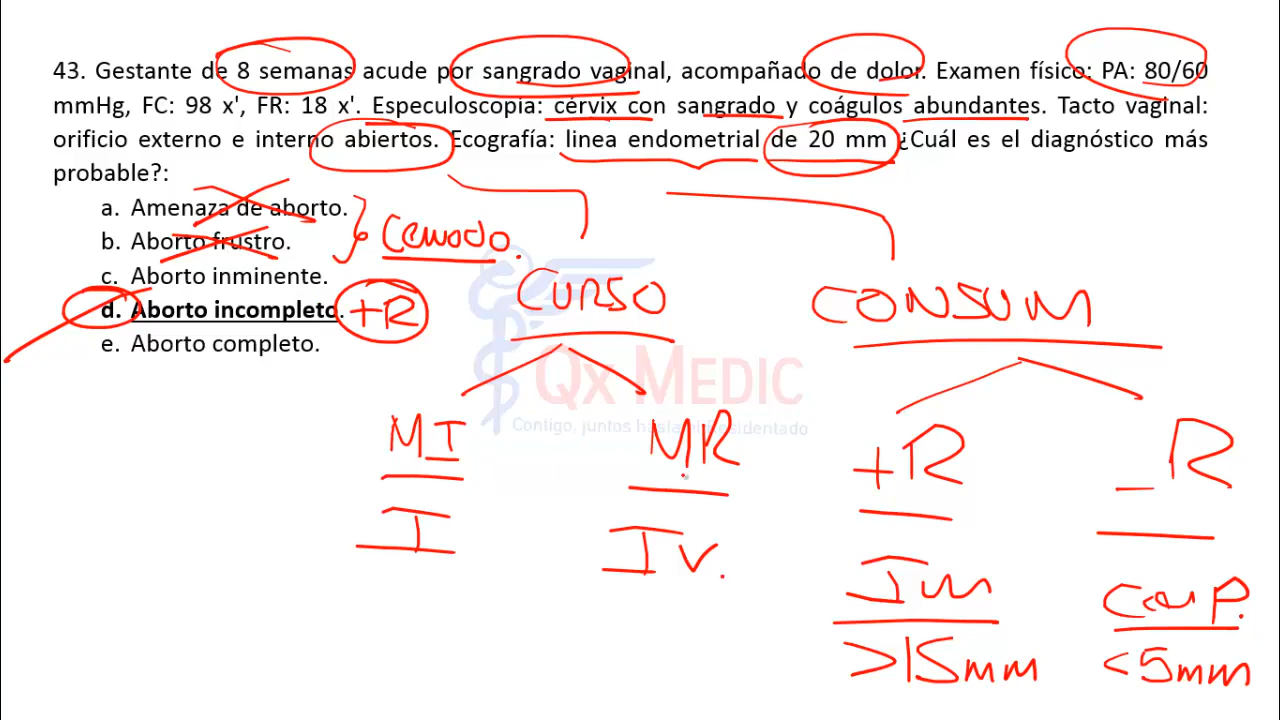 43. Gestante de 8 semanas acude por sangrado vaginal, acompañado de dolor. Examen físico: PA: 80/60
mmHg, FC: 98 x', FR: 18 x'. Especuloscopia: cérvix con sangrado y coágulos abundantes. Tacto vaginal:
orificio externo e interno abiertos. Ecografía: linea endometrial de 20 mm ¿Cuál es el diagnóstico más
probable?:
a. Amenaza de aborto.
b. Aborto frustro.
c. Aborto inminente.
d. Aborto incompleto.
e. Aborto completo.
+R
CURSO
CONSUM
Qx MEDIC
Contigo, juntos hasta el residentado
MI
MR
+R
-R
I
IV.
COMP.
>15mm
<5mm